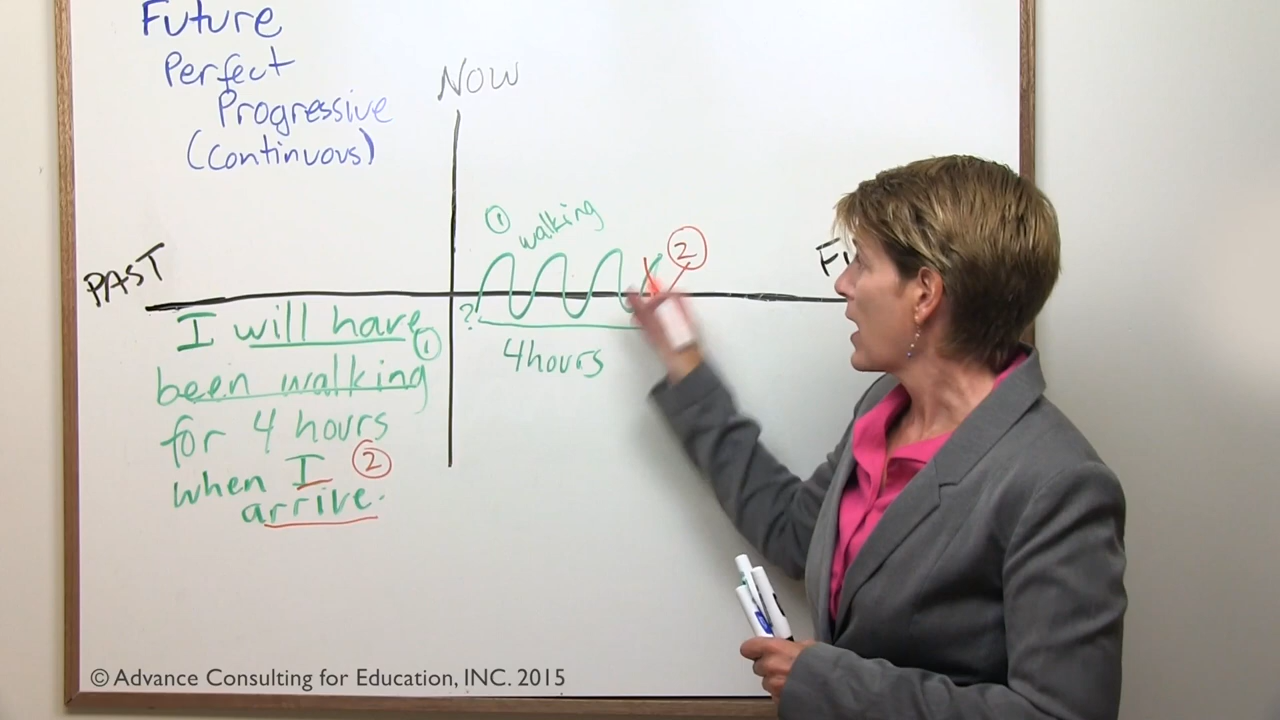 Future
Perfect
Progressive
(continuous)
NOW
PAST
① walking
②
?
4 hours
I will have ①
been walking
for 4 hours
when I ②
arrive.
© Advance Consulting for Education, INC. 2015